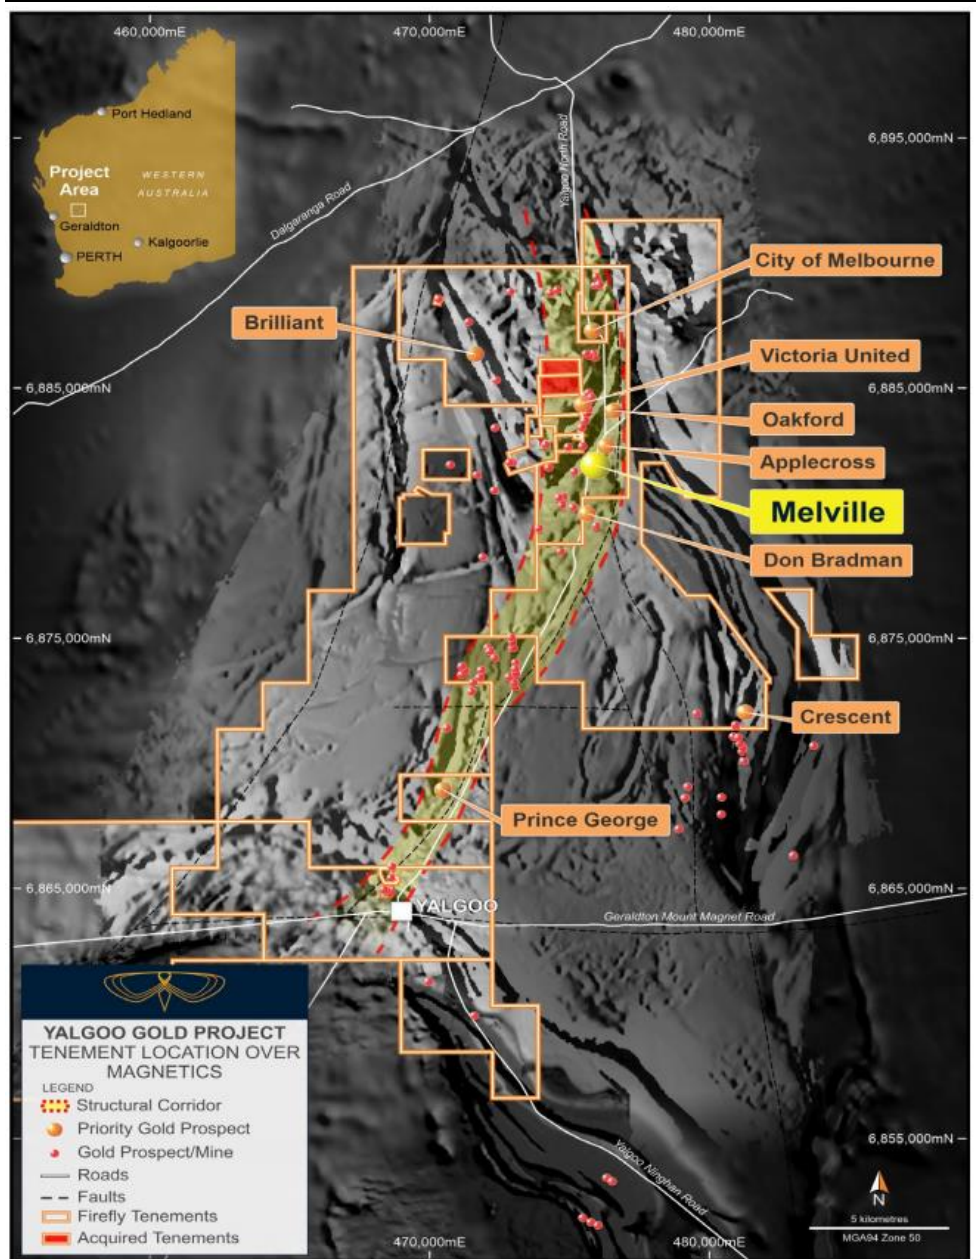 460,000mE
470,000mE
480,000mE
Port Hedland
Project
Area
WESTERN
AUSTRALIA
Geraldton
Kalgoorlie
PERTH
6,895,000mN
6,895,000mN
Dalgaranga Road
Yalgoo North Road
City of Melbourne
Brilliant
Victoria United
6,885,000mN
6,885,000mN
Oakford
Applecross
Melville
Don Bradman
6,875,000mN
6,875,000mN
Crescent
Prince George
6,865,000mN
6,865,000mN
YALGOO
Geraldton Mount Magnet Road
YALGOO GOLD PROJECT
TENEMENT LOCATION OVER
MAGNETICS
LEGEND
Structural Corridor
Priority Gold Prospect
Gold Prospect/Mine
Roads
Faults
Firefly Tenements
Acquired Tenements
6,855,000mN
Yalgoo Ninghan Road
N
5 kilometres
MGA94 Zone 50
470,000mE
480,000mE